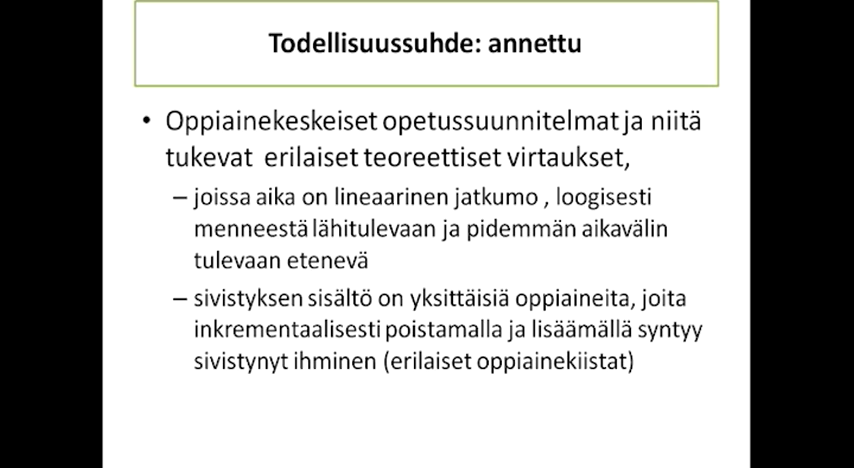 Todellisuussuhde: annettu
• Oppiainekeskeiset opetussuunnitelmat ja niitä
tukevat erilaiset teoreettiset virtaukset,
– joissa aika on lineaarinen jatkumo , loogisesti
menneestä lähitulevaan ja pidemmän aikavälin
tulevaan etenevä
– sivistyksen sisältö on yksittäisiä oppiaineita, joita
inkrementaalisesti poistamalla ja lisäämällä syntyy
sivistynyt ihminen (erilaiset oppiainekiistat)